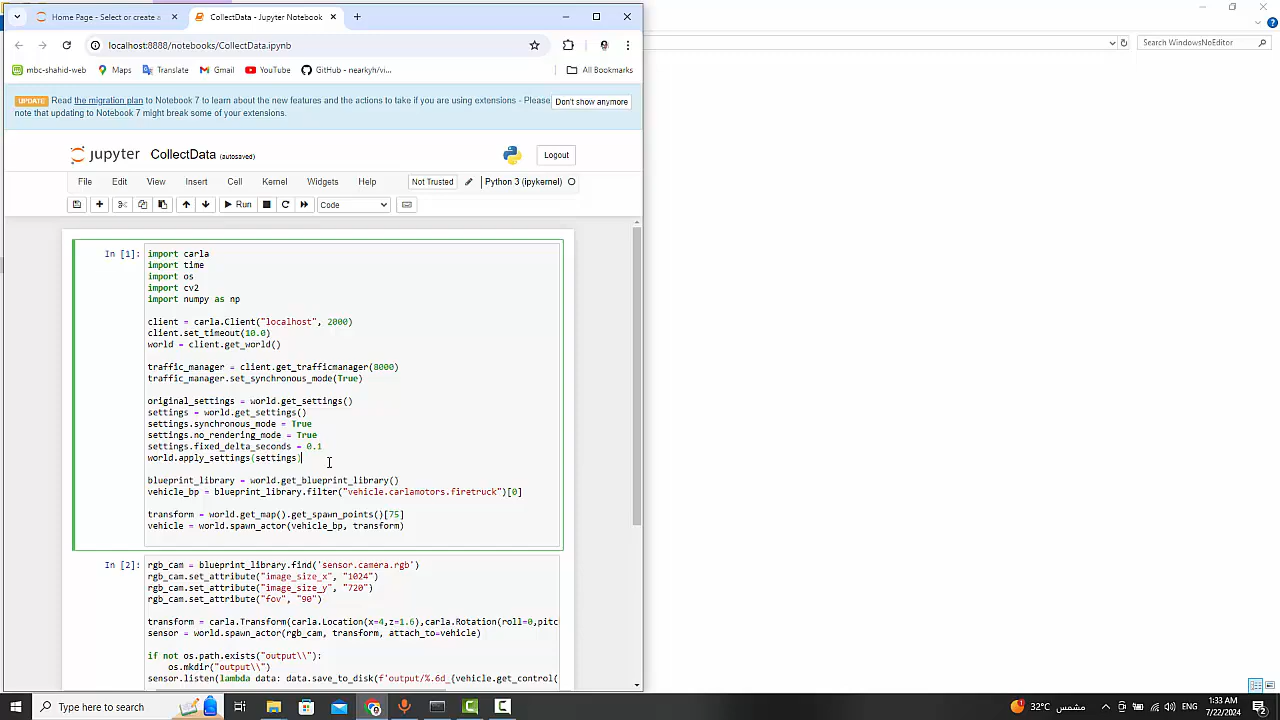 Home Page - Select or create a
CollectData - Jupyter Notebook
localhost:8888/notebooks/CollectData.ipynb
Search WindowsNoEditor
mbc-shahid-web
Maps
Translate
Gmail
YouTube
GitHub - nearkyh/vi...
All Bookmarks
UPDATE Read the migration plan to Notebook 7 to learn about the new features and the actions to take if you are using extensions - Please
note that updating to Notebook 7 might break some of your extensions.
Don't show anymore
jupyter CollectData (autosaved)
Logout
File Edit View Insert Cell Kernel Widgets Help
Not Trusted
Python 3 (ipykernel)
Run
Code
In [1]:
import carla
import time
import os
import cv2
import numpy as np
client = carla.Client("localhost", 2000)
client.set_timeout(10.0)
world = client.get_world()
traffic_manager = client.get_trafficmanager(8000)
traffic_manager.set_synchronous_mode(True)
original_settings = world.get_settings()
settings = world.get_settings()
settings.synchronous_mode = True
settings.no_rendering_mode = True
settings.fixed_delta_seconds = 0.1
world.apply_settings(settings)
blueprint_library = world.get_blueprint_library()
vehicle_bp = blueprint_library.filter("vehicle.carlamotors.firetruck")[0]
transform = world.get_map().get_spawn_points()[75]
vehicle = world.spawn_actor(vehicle_bp, transform)
In [2]:
rgb_cam = blueprint_library.find('sensor.camera.rgb')
rgb_cam.set_attribute("image_size_x", "1024")
rgb_cam.set_attribute("image_size_y", "720")
rgb_cam.set_attribute("fov", "90")
transform = carla.Transform(carla.Location(x=4,z=1.6),carla.Rotation(roll=0,pitc
sensor = world.spawn_actor(rgb_cam, transform, attach_to=vehicle)
if not os.path.exists("output\\"):
os.mkdir("output\\")
sensor.listen(lambda data: data.save_to_disk(f'output/%.6d_{vehicle.get_control(
Type here to search
32°C مشمس
1:33 AM
7/22/2024